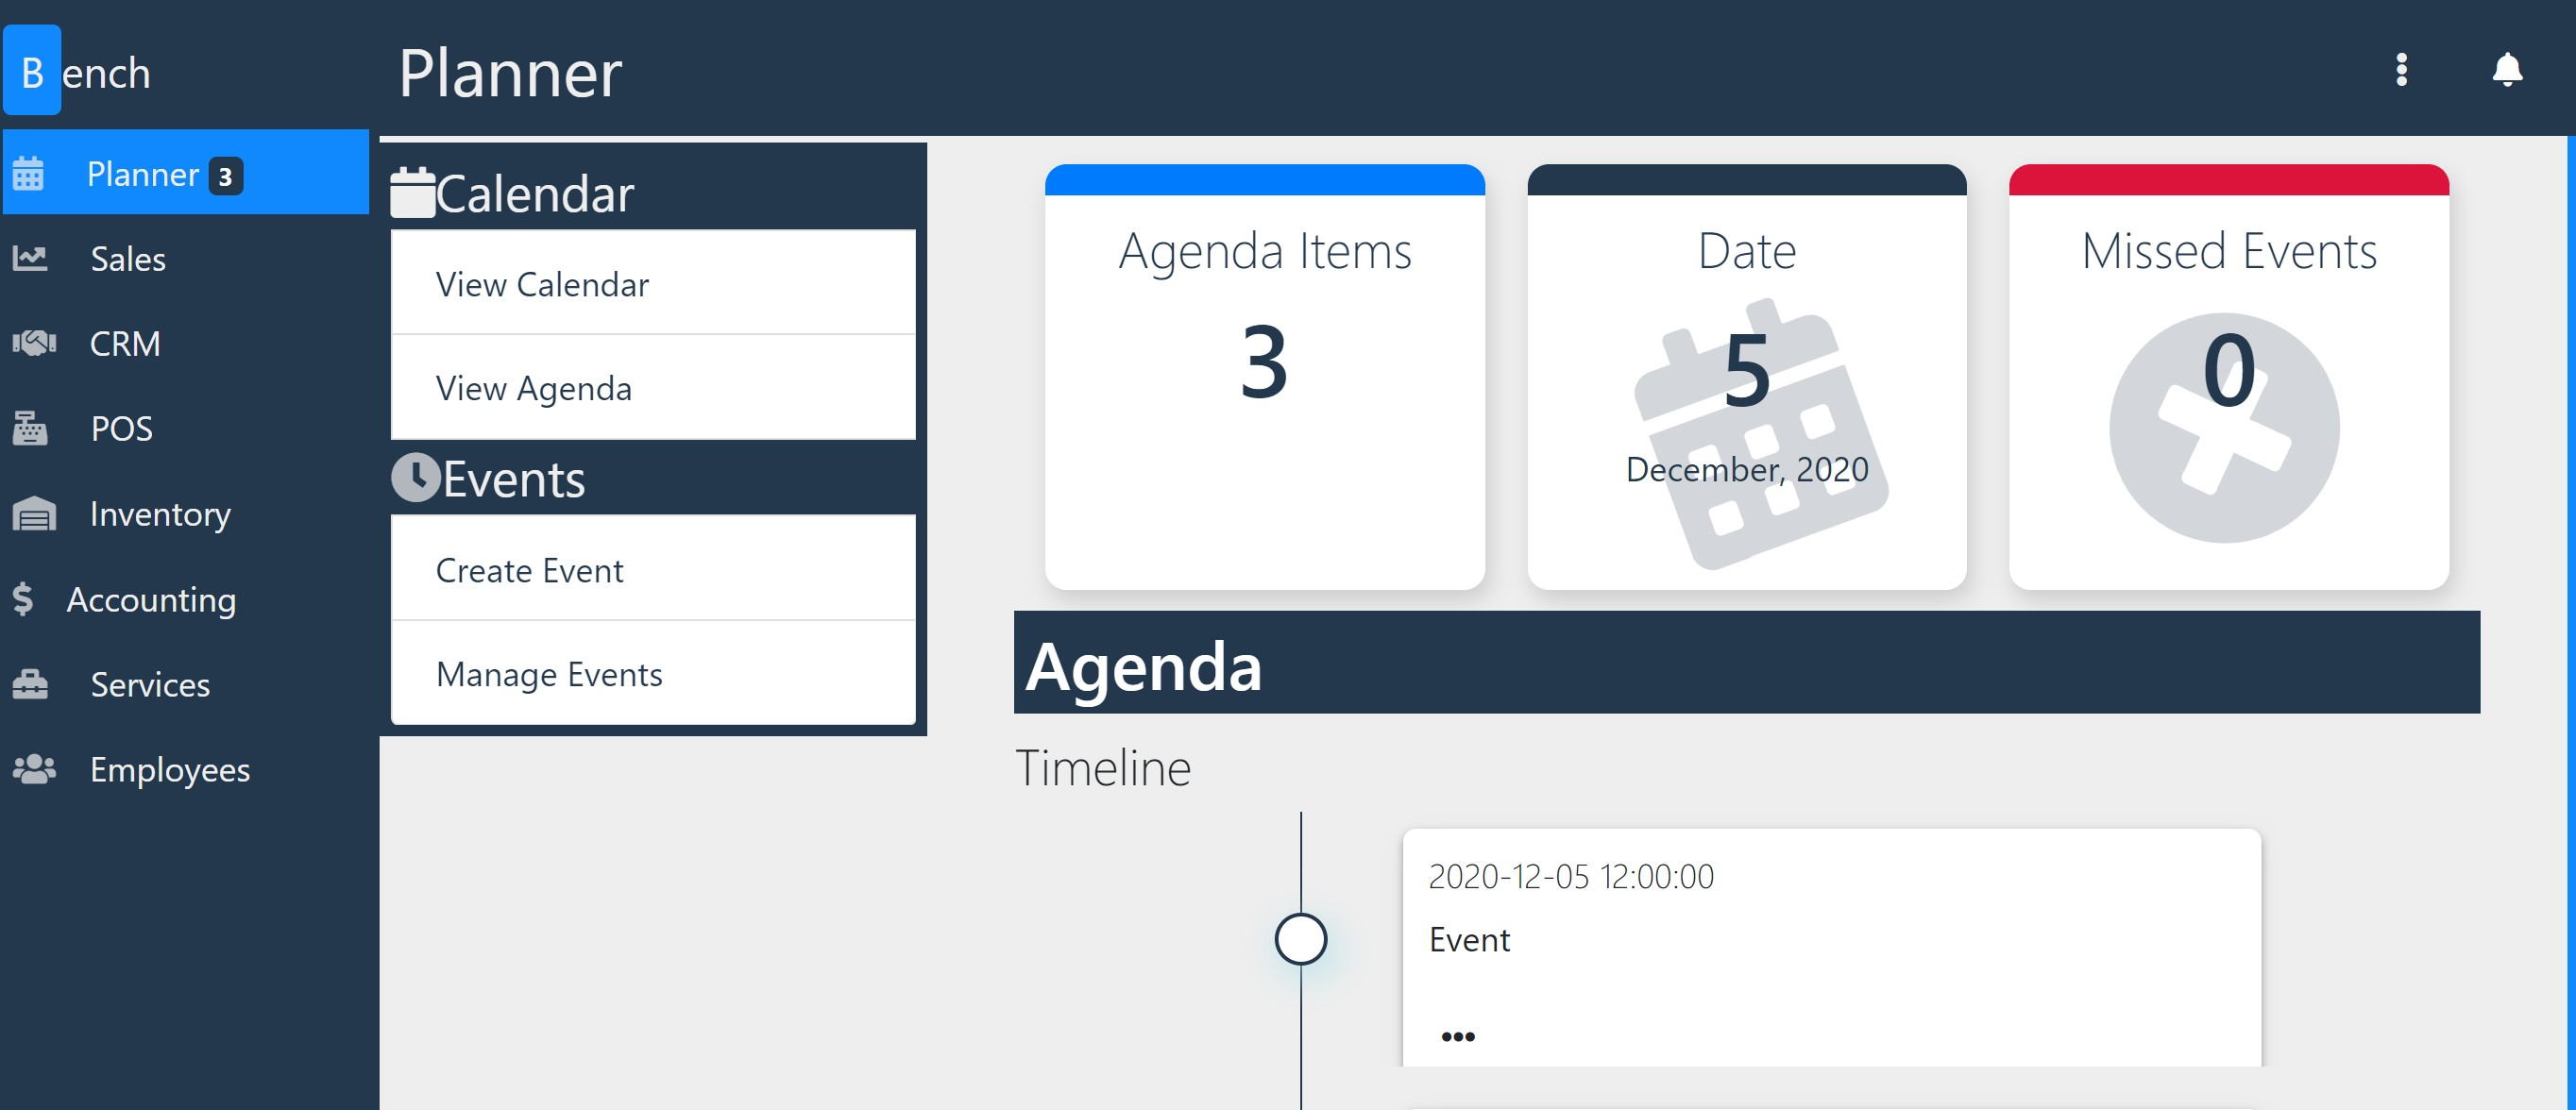 Bench
Planner
Planner 3
Sales
CRM
POS
Inventory
Accounting
Services
Employees
Calendar
View Calendar
View Agenda
Events
Create Event
Manage Events
Agenda Items
3
Date
5
December, 2020
Missed Events
0
Agenda
Timeline
2020-12-05 12:00:00
Event